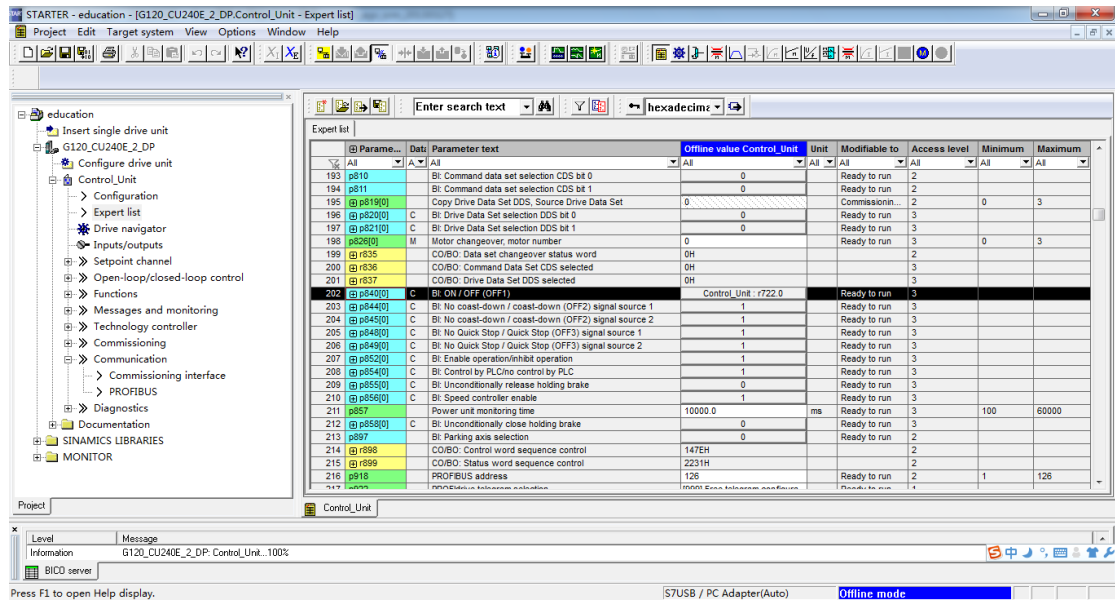 STARTER - education - [G120_CU240E_2_DP.Control_Unit - Expert list]
Project Edit Target system View Options Window Help
education
Insert single drive unit
G120_CU240E_2_DP
Configure drive unit
Control_Unit
Configuration
Expert list
Drive navigator
Inputs/outputs
Setpoint channel
Open-loop/closed-loop control
Functions
Messages and monitoring
Technology controller
Commissioning
Communication
Commissioning interface
PROFIBUS
Diagnostics
Documentation
SINAMICS LIBRARIES
MONITOR
Project
Enter search text hexadecima
Expert list
Parame... Data Parameter text Offline value Control_Unit Unit Modifiable to Access level Minimum Maximum
All A All All All All All All All
193 p810 BI: Command data set selection CDS bit 0 0 Ready to run 2
194 p811 BI: Command data set selection CDS bit 1 0 Ready to run 2
195 p819[0] Copy Drive Data Set DDS, Source Drive Data Set 0 Commissionin... 2 0 3
196 p820[0] C BI: Drive Data Set selection DDS bit 0 0 Ready to run 3
197 p821[0] C BI: Drive Data Set selection DDS bit 1 0 Ready to run 3
198 p826[0] M Motor changeover, motor number 0 Ready to run 3 0 3
199 r835 CO/BO: Data set changeover status word 0H 3
200 r836 CO/BO: Command Data Set CDS selected 0H 3
201 r837 CO/BO: Drive Data Set DDS selected 0H 3
202 p840[0] C BI: ON / OFF (OFF1) Control_Unit : r722.0 Ready to run 3
203 p844[0] C BI: No coast-down / coast-down (OFF2) signal source 1 1 Ready to run 3
204 p845[0] C BI: No coast-down / coast-down (OFF2) signal source 2 1 Ready to run 3
205 p848[0] C BI: No Quick Stop / Quick Stop (OFF3) signal source 1 1 Ready to run 3
206 p849[0] C BI: No Quick Stop / Quick Stop (OFF3) signal source 2 1 Ready to run 3
207 p852[0] C BI: Enable operation/inhibit operation 1 Ready to run 3
208 p854[0] C BI: Control by PLC/no control by PLC 1 Ready to run 3
209 p855[0] C BI: Unconditionally release holding brake 0 Ready to run 3
210 p856[0] C BI: Speed controller enable 1 Ready to run 3
211 p857 Power unit monitoring time 10000.0 ms Ready to run 3 100 60000
212 p858[0] C BI: Unconditionally close holding brake 0 Ready to run 3
213 p897 BI: Parking axis selection 0 Ready to run 2
214 r898 CO/BO: Control word sequence control 147EH 2
215 r899 CO/BO: Status word sequence control 2231H 2
216 p918 PROFIBUS address 126 Ready to run 2 1 126
Control_Unit
Level Message
Information G120_CU240E_2_DP: Control_Unit...100%
中
BICO server
Press F1 to open Help display. S7USB / PC Adapter(Auto) Offline mode